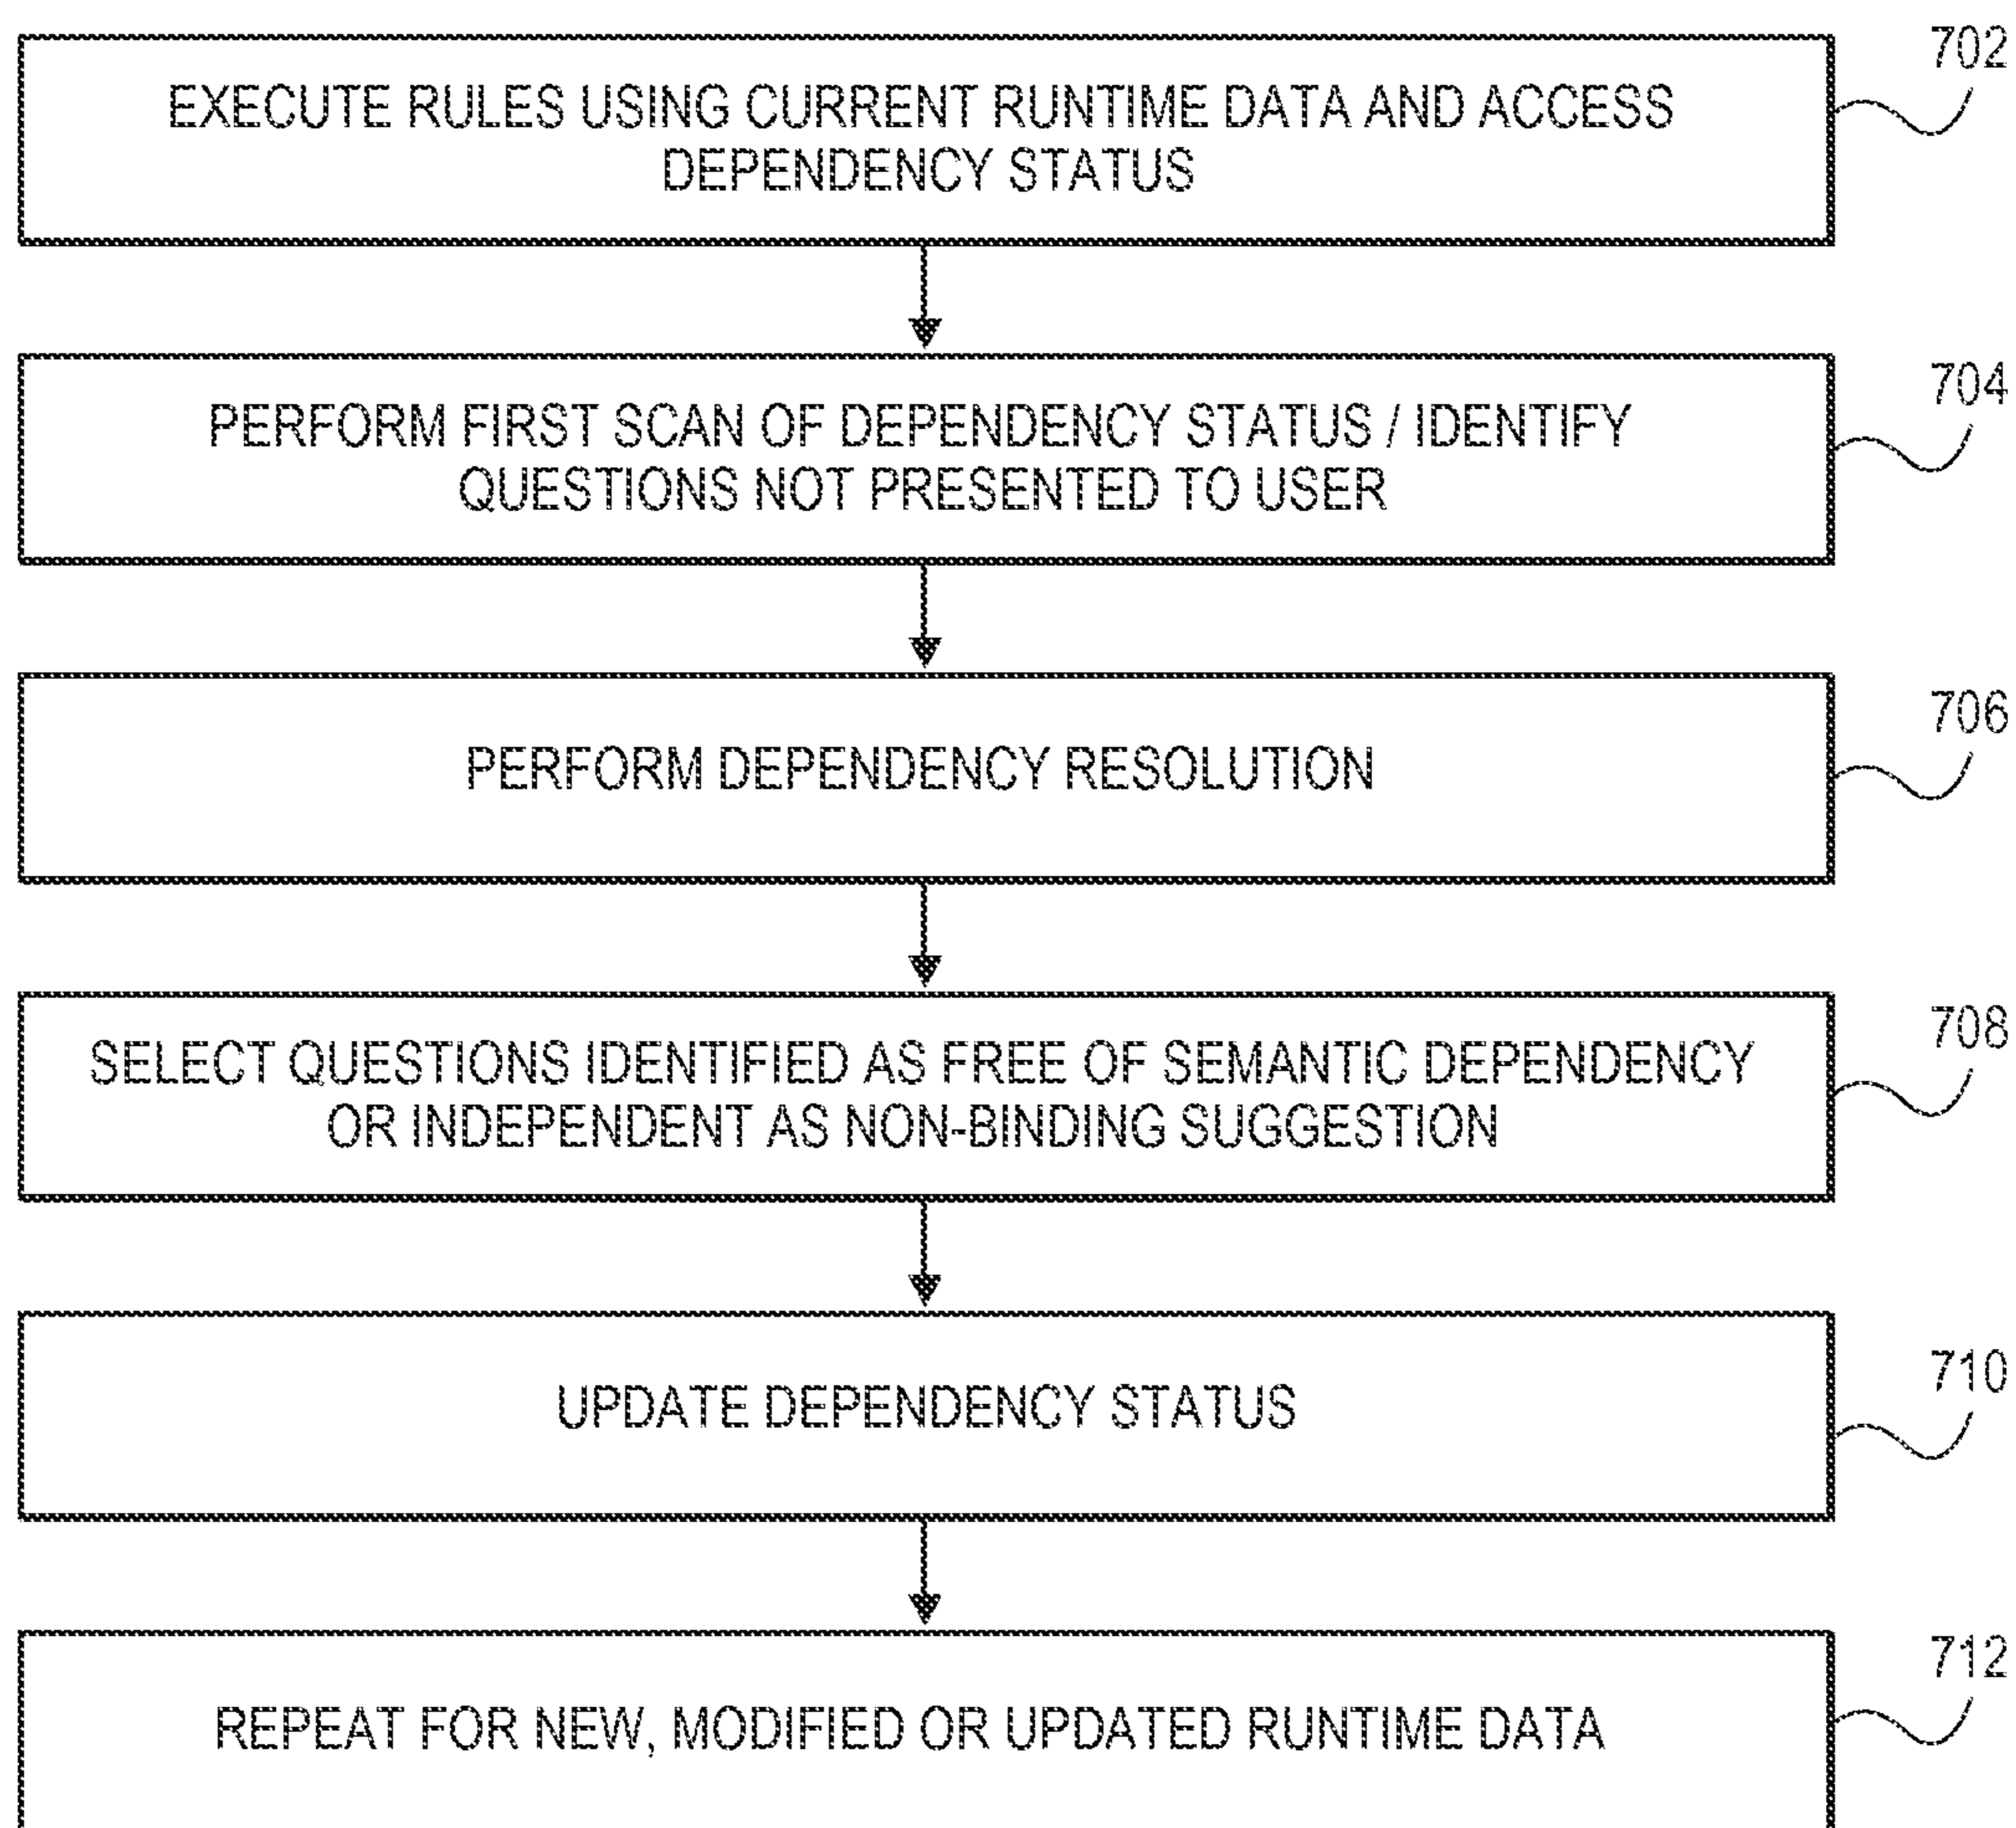 702
EXECUTE RULES USING CURRENT RUNTIME DATA AND ACCESS
DEPENDENCY STATUS
704
PERFORM FIRST SCAN OF DEPENDENCY STATUS / IDENTIFY
QUESTIONS NOT PRESENTED TO USER
706
PERFORM DEPENDENCY RESOLUTION
708
SELECT QUESTIONS IDENTIFIED AS FREE OF SEMANTIC DEPENDENCY
OR INDEPENDENT AS NON-BINDING SUGGESTION
710
UPDATE DEPENDENCY STATUS
712
REPEAT FOR NEW, MODIFIED OR UPDATED RUNTIME DATA